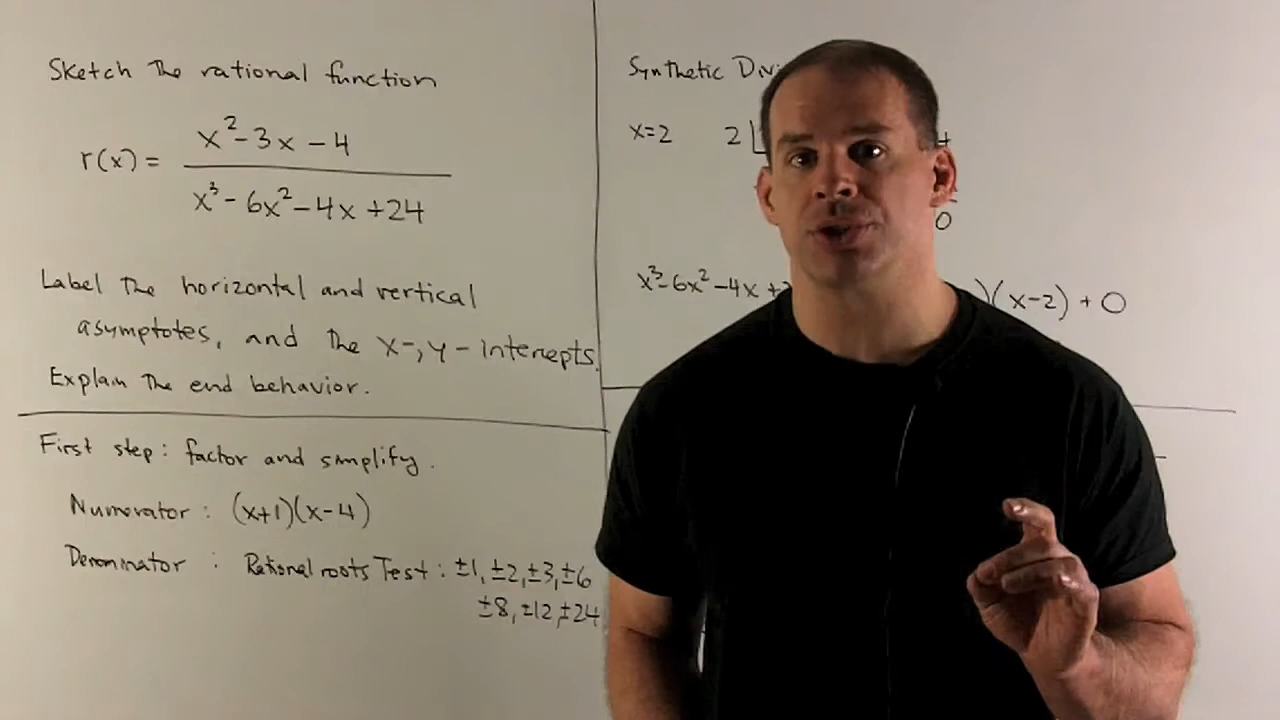 Sketch the rational function
r(x) = x² - 3x - 4 / x³ - 6x² - 4x + 24
Label the horizontal and vertical
asymptotes, and the x-, y-intercepts.
Explain the end behavior.
First step: factor and simplify.
Numerator: (x+1)(x-4)
Denominator: Rational roots Test: ±1, ±2, ±3, ±6
±8, ±12, ±24
Synthetic
x=2 2
0
x³-6x²-4x+ )(x-2) + 0